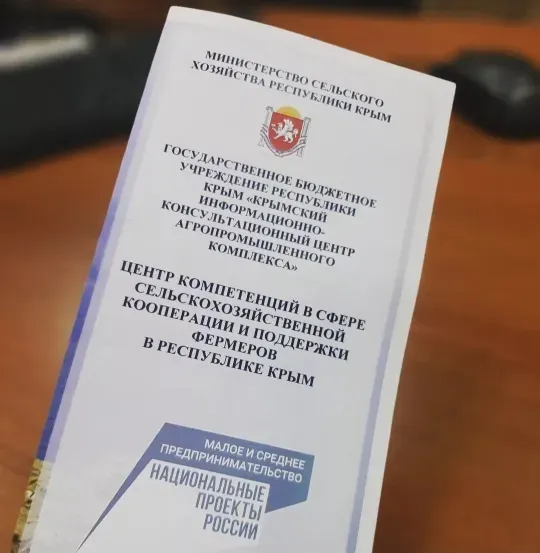 МИНИСТЕРСТВО СЕЛЬСКОГО
ХОЗЯЙСТВА РЕСПУБЛИКИ КРЫМ
ГОСУДАРСТВЕННОЕ БЮДЖЕТНОЕ
УЧРЕЖДЕНИЕ РЕСПУБЛИКИ
КРЫМ «КРЫМСКИЙ
ИНФОРМАЦИОННО-
КОНСУЛЬТАЦИОННЫЙ ЦЕНТР
АГРОПРОМЫШЛЕННОГО
КОМПЛЕКСА»
ЦЕНТР КОМПЕТЕНЦИЙ В СФЕРЕ
СЕЛЬСКОХОЗЯЙСТВЕННОЙ
КООПЕРАЦИИ И ПОДДЕРЖКИ
ФЕРМЕРОВ
В РЕСПУБЛИКЕ КРЫМ
МАЛОЕ И СРЕДНЕЕ
ПРЕДПРИНИМАТЕЛЬСТВО
НАЦИОНАЛЬНЫЕ
ПРОЕКТЫ
РОССИИ